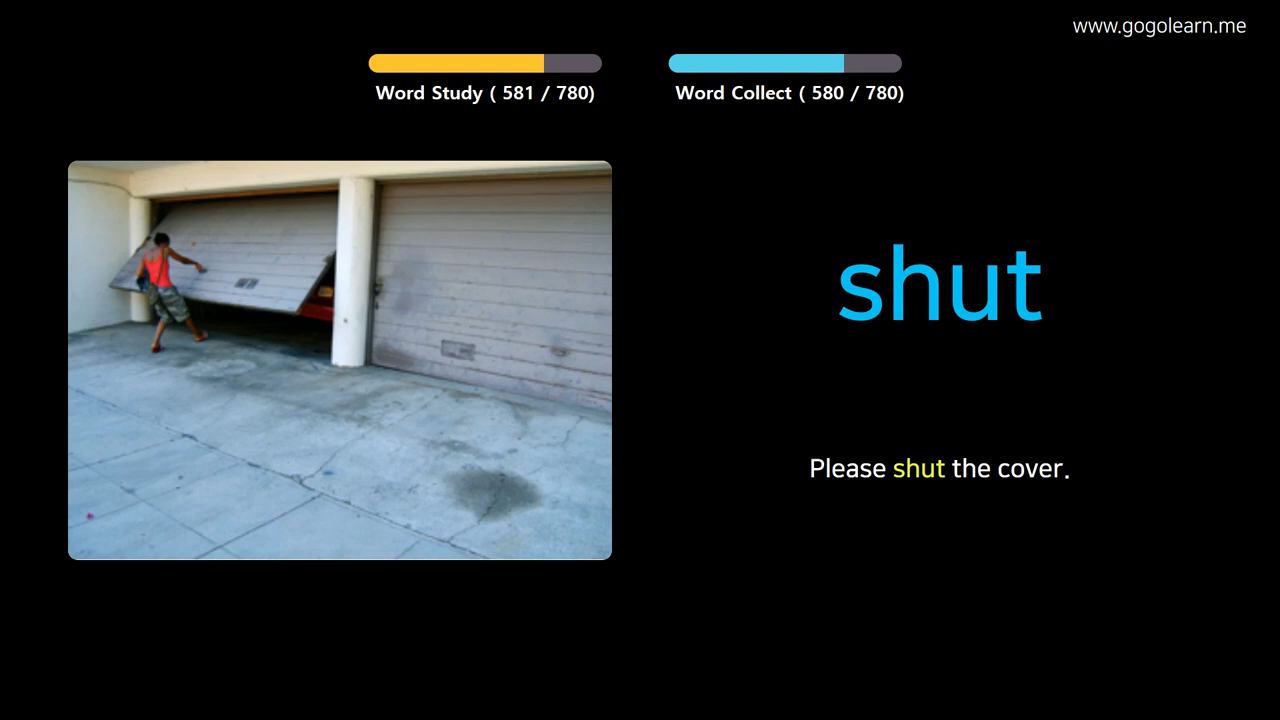 www.gogolearn.me
Word Study ( 581 / 780)
Word Collect ( 580 / 780)
shut
Please shut the cover.